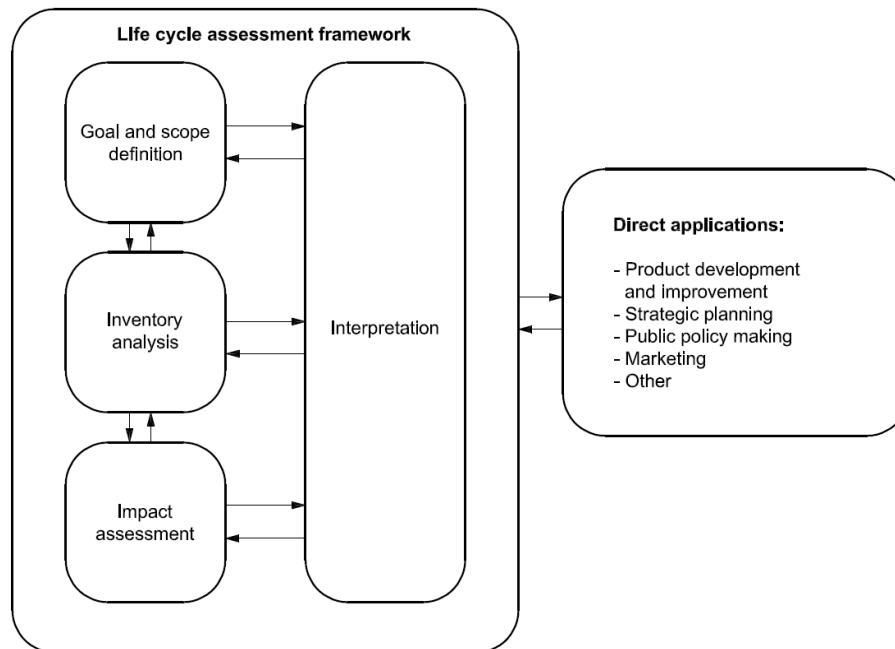 LIfe cycle assessment framework
Goal and scope
definition
Inventory
analysis
Impact
assessment
Interpretation
Direct applications:
- Product development
and improvement
- Strategic planning
- Public policy making
- Marketing
- Other